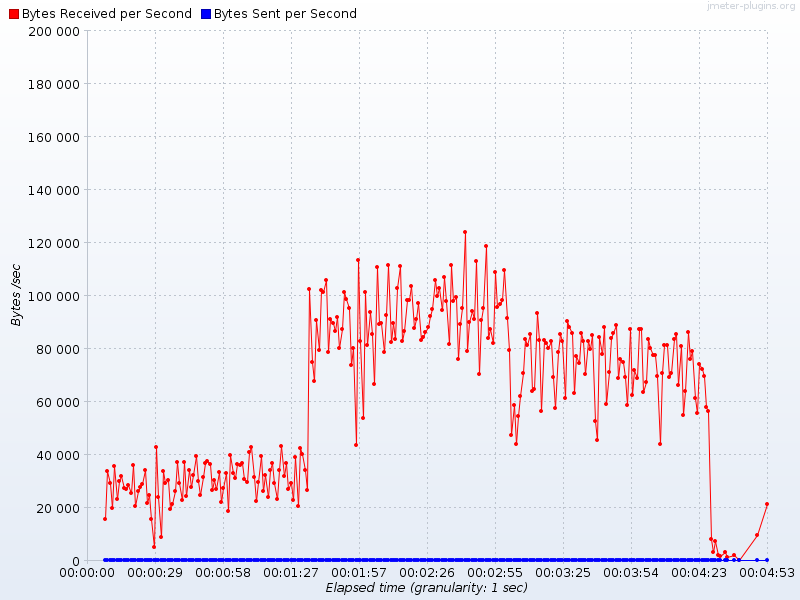 jmeter-plugins.org
Bytes Received per Second Bytes Sent per Second
200 000
180 000
160 000
140 000
120 000
100 000
80 000
60 000
40 000
20 000
0
Bytes /sec
00:00:00 00:00:29 00:00:58 00:01:27 00:01:57 00:02:26 00:02:55 00:03:25 00:03:54 00:04:23 00:04:53
Elapsed time (granularity: 1 sec)